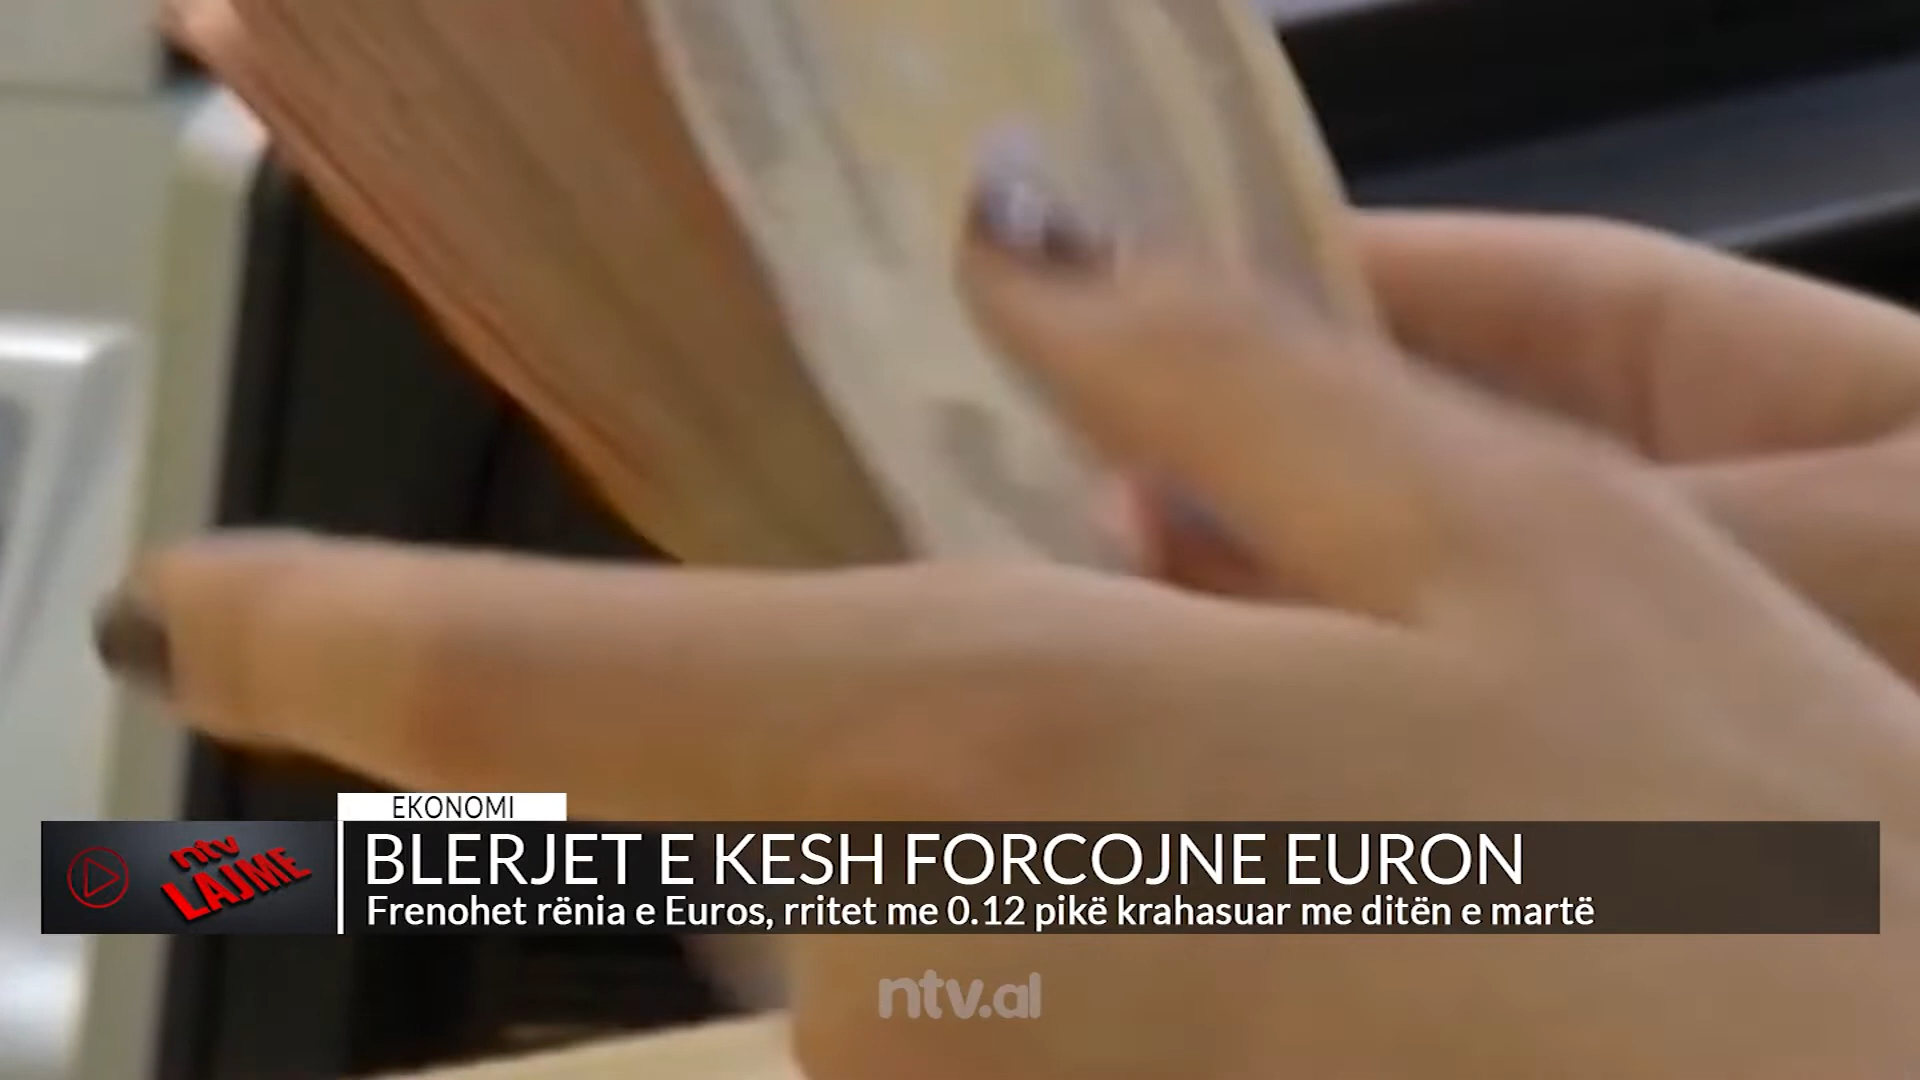 EKONOMI
ntv
LAJME
BLERJET E KESH FORCOJNE EURON
Frenohet rënia e Euros, rritet me 0.12 pikë krahasuar me ditën e martë
ntv.al